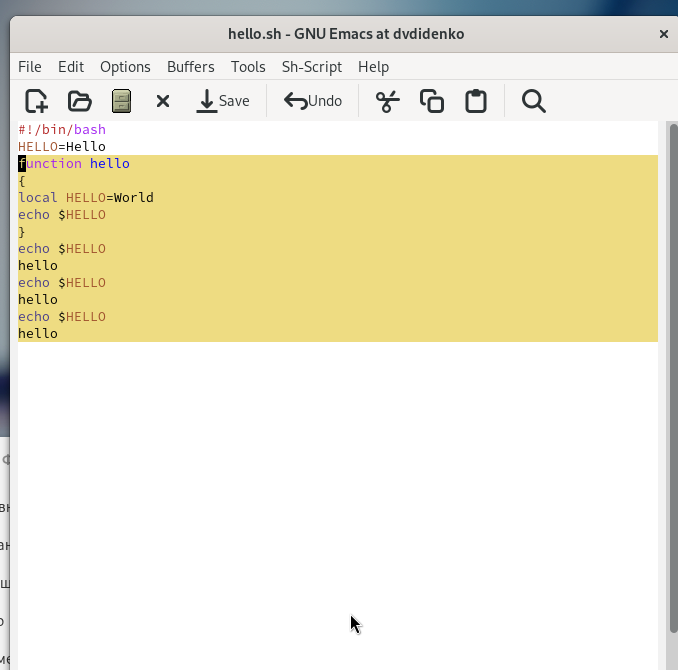 hello.sh - GNU Emacs at dvdidenko
File Edit Options Buffers Tools Sh-Script Help
Save Undo
#!/bin/bash
HELLO=Hello
function hello
{
local HELLO=World
echo $HELLO
}
echo $HELLO
hello
echo $HELLO
hello
echo $HELLO
hello